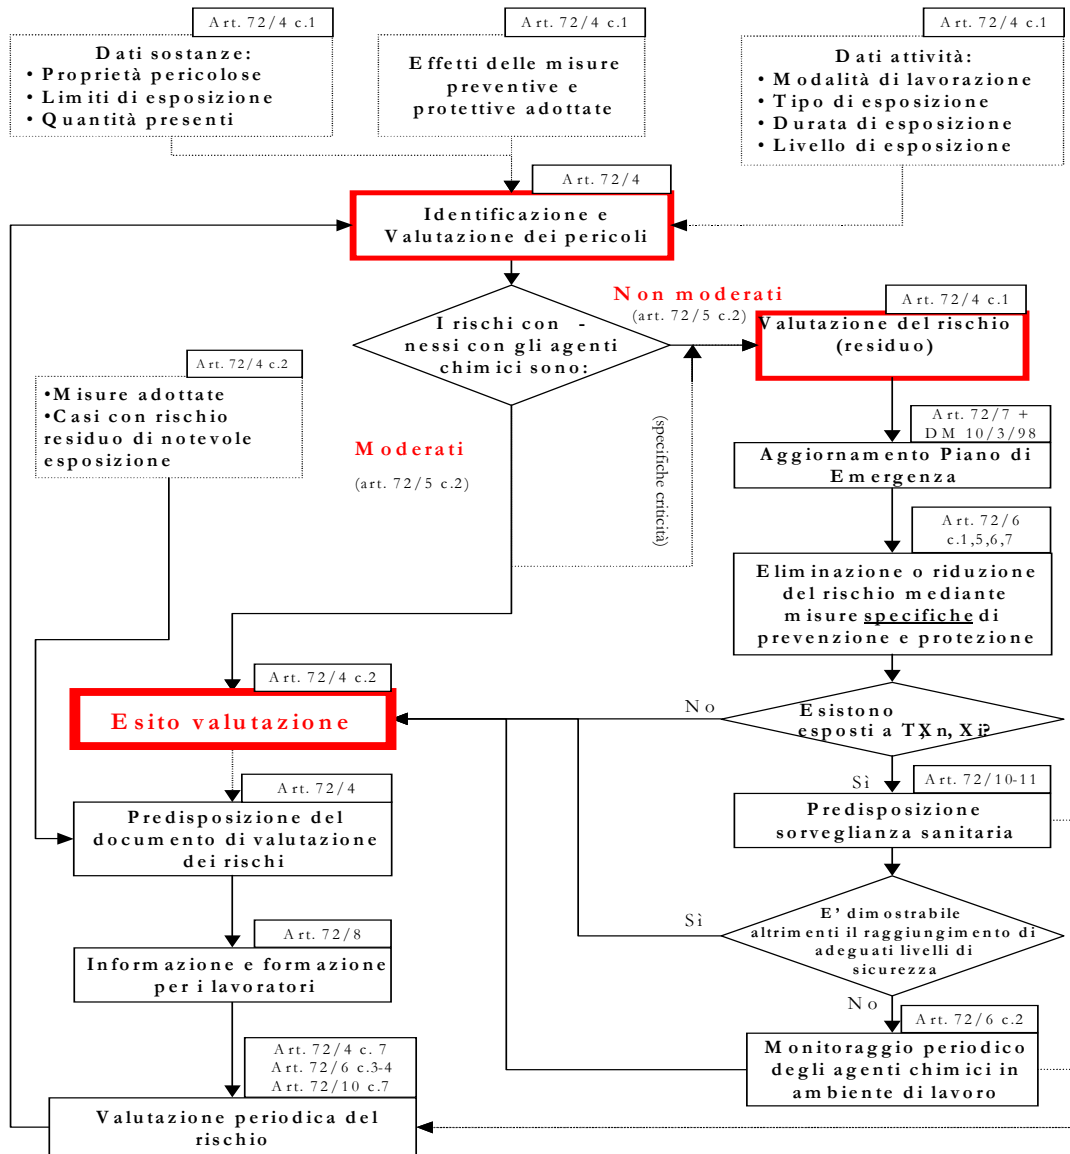 Art. 72/4 c.1
Dati sostanze:
• Proprietà pericolose
• Limiti di esposizione
• Quantità presenti
Art. 72/4 c.1
Effetti delle misure
preventive e
protettive adottate
Art. 72/4 c.1
Dati attività:
• Modalità di lavorazione
• Tipo di esposizione
• Durata di esposizione
• Livello di esposizione
Art. 72/4
Identificazione e
Valutazione dei pericoli
I rischi con -
nessi con gli agenti
chimici sono:
Non moderati
(art. 72/5 c.2)
Art. 72/4 c.1
Valutazione del rischio
(residuo)
Art. 72/4 c.2
•Misure adottate
•Casi con rischio
residuo di notevole
esposizione
Moderati
(art. 72/5 c.2)
(specifiche criticità)
Art. 72/7 +
DM 10/3/98
Aggiornamento Piano di
Emergenza
Art. 72/6
c.1,5,6,7
Eliminazione o riduzione
del rischio mediante
misure specifiche di
prevenzione e protezione
Art. 72/4 c.2
Esito valutazione
No
Esistono
esposti a T,Xn, Xi?
Sì
Art. 72/10-11
Predisposizione
sorveglianza sanitaria
Art. 72/4
Predisposizione del
documento di valutazione
dei rischi
Sì
E' dimostrabile
altrimenti il raggiungimento di
adeguati livelli di
sicurezza
No
Art. 72/8
Informazione e formazione
per i lavoratori
Art. 72/6 c.2
Monitoraggio periodico
degli agenti chimici in
ambiente di lavoro
Art. 72/4 c. 7
Art. 72/6 c.3-4
Art. 72/10 c.7
Valutazione periodica del
rischio